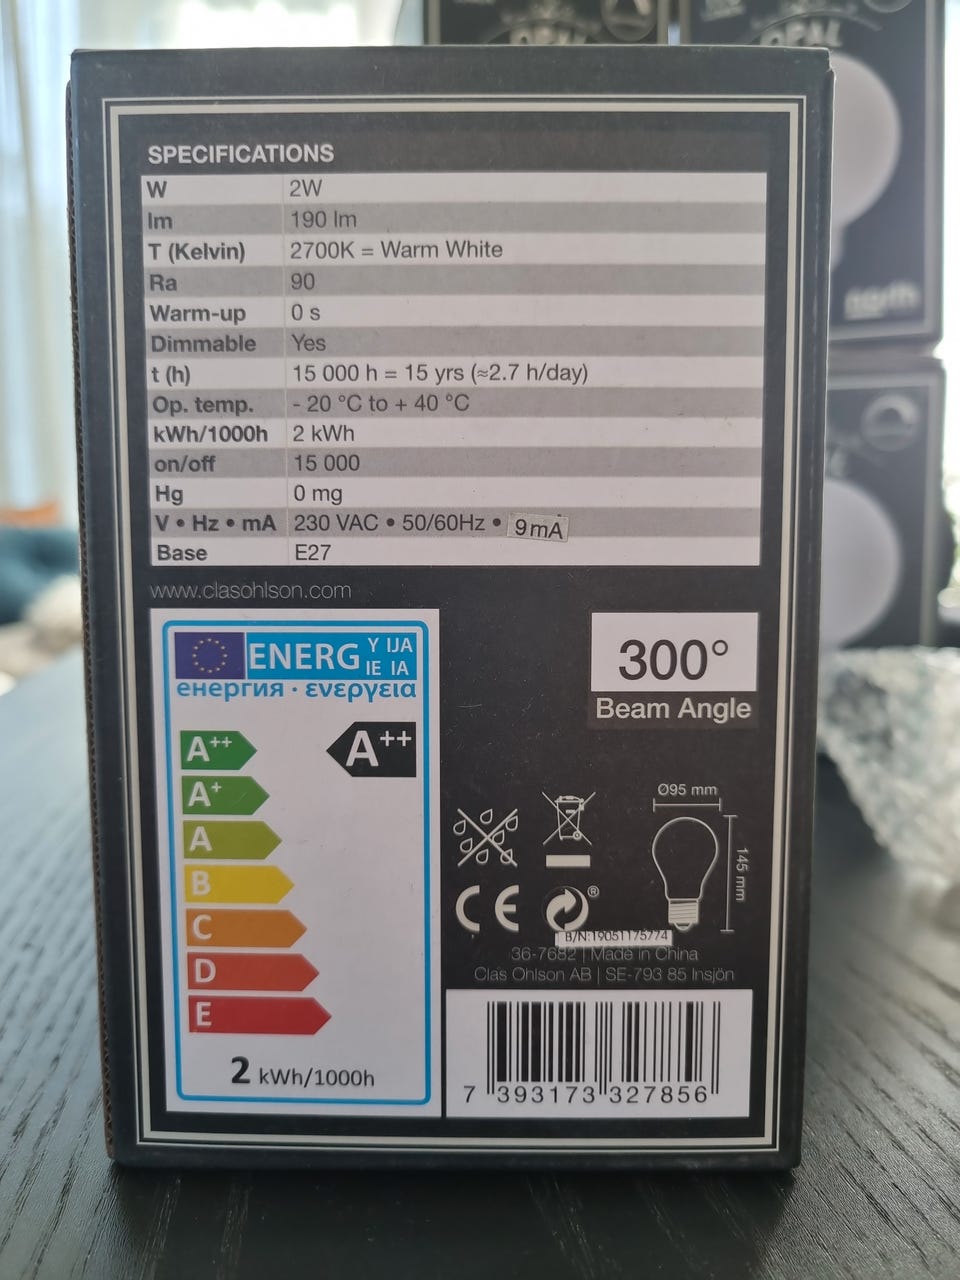 OPAL
OPAL
SPECIFICATIONS
W 2W
lm 190 lm
T (Kelvin) 2700K = Warm White
Ra 90
Warm-up 0 s
Dimmable Yes
t (h) 15 000 h = 15 yrs (≈2.7 h/day)
Op. temp. - 20 °C to + 40 °C
kWh/1000h 2 kWh
on/off 15 000
Hg 0 mg
V • Hz • mA 230 VAC • 50/60Hz • 9mA
Base E27
www.clasohlson.com
ENERG Y IJA
IE IA
енергия · ενεργεια
A++
A++
A+
A
B
C
D
E
2 kWh/1000h
300°
Beam Angle
Ø95 mm
145 mm
CE
®
B/N:19051175774
36-7682 | Made in China
Clas Ohlson AB | SE-793 85 Insjön
7 393173 327856
north